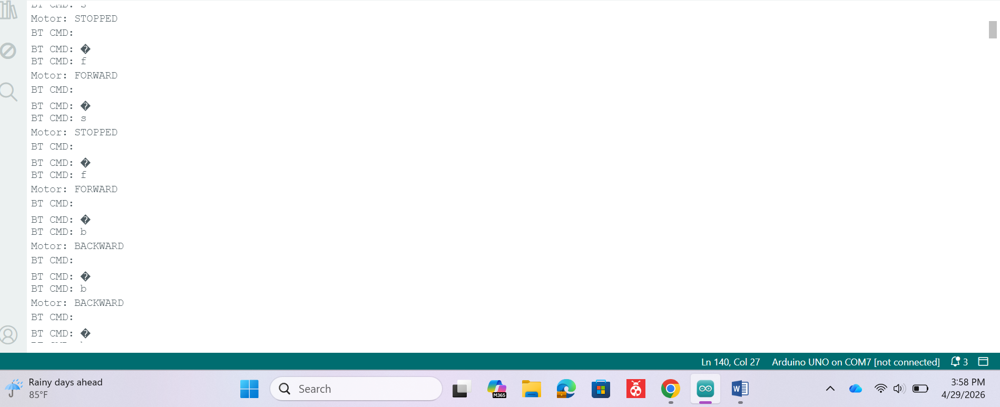 BT CMD: s
Motor: STOPPED
BT CMD:
BT CMD: �
BT CMD: f
Motor: FORWARD
BT CMD:
BT CMD: �
BT CMD: s
Motor: STOPPED
BT CMD:
BT CMD: �
BT CMD: f
Motor: FORWARD
BT CMD:
BT CMD: �
BT CMD: b
Motor: BACKWARD
BT CMD:
BT CMD: �
BT CMD: b
Motor: BACKWARD
BT CMD:
BT CMD: �
Ln 140, Col 27 Arduino UNO on COM7 [not connected] 3
Rainy days ahead
85°F
Search
M365
3:58 PM
4/29/2026